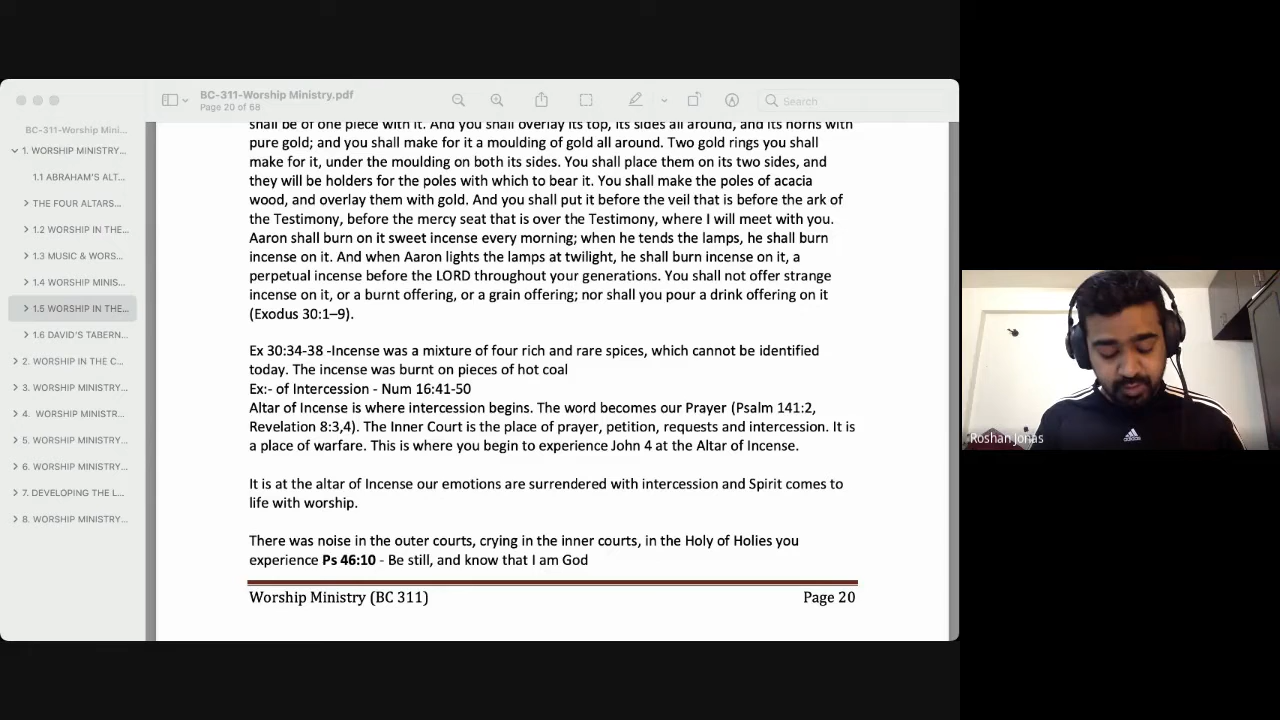 BC-311-Worship Ministry.pdf
Page 20 of 68
Search
BC-311-Worship Mini...
1. WORSHIP MINISTRY...
1.1 ABRAHAM'S ALT...
THE FOUR ALTARS...
1.2 WORSHIP IN THE...
1.3 MUSIC & WORS...
1.4 WORSHIP MINIS...
1.5 WORSHIP IN THE...
1.6 DAVID'S TABERN...
2. WORSHIP IN THE C...
3. WORSHIP MINISTRY...
4. WORSHIP MINISTR...
5. WORSHIP MINISTRY...
6. WORSHIP MINISTRY...
7. DEVELOPING THE L...
8. WORSHIP MINISTRY...
shall be of one piece with it. And you shall overlay its top, its sides all around, and its horns with
pure gold; and you shall make for it a moulding of gold all around. Two gold rings you shall
make for it, under the moulding on both its sides. You shall place them on its two sides, and
they will be holders for the poles with which to bear it. You shall make the poles of acacia
wood, and overlay them with gold. And you shall put it before the veil that is before the ark of
the Testimony, before the mercy seat that is over the Testimony, where I will meet with you.
Aaron shall burn on it sweet incense every morning; when he tends the lamps, he shall burn
incense on it. And when Aaron lights the lamps at twilight, he shall burn incense on it, a
perpetual incense before the LORD throughout your generations. You shall not offer strange
incense on it, or a burnt offering, or a grain offering; nor shall you pour a drink offering on it
(Exodus 30:1–9).
Ex 30:34-38 -Incense was a mixture of four rich and rare spices, which cannot be identified
today. The incense was burnt on pieces of hot coal
Ex:- of Intercession - Num 16:41-50
Altar of Incense is where intercession begins. The word becomes our Prayer (Psalm 141:2,
Revelation 8:3,4). The Inner Court is the place of prayer, petition, requests and intercession. It is
a place of warfare. This is where you begin to experience John 4 at the Altar of Incense.
It is at the altar of Incense our emotions are surrendered with intercession and Spirit comes to
life with worship.
There was noise in the outer courts, crying in the inner courts, in the Holy of Holies you
experience Ps 46:10 - Be still, and know that I am God
Worship Ministry (BC 311) Page 20
Roshan Jonas
adidas